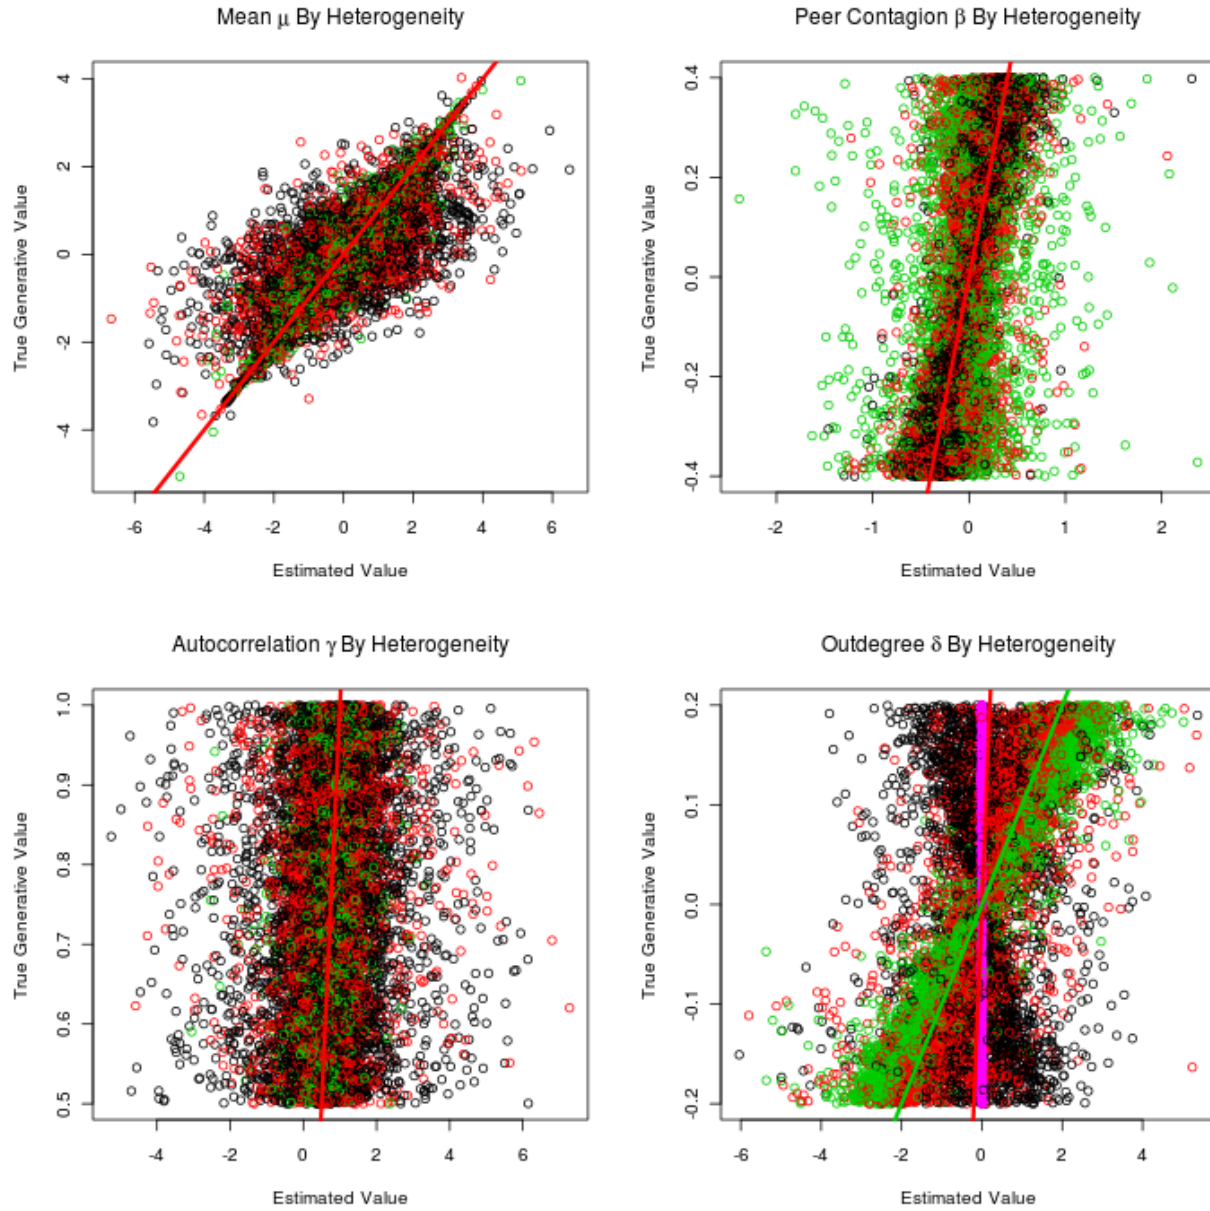 Mean μ By Heterogeneity
True Generative Value
4
2
0
-2
-4
-6 -4 -2 0 2 4 6
Estimated Value
Peer Contagion β By Heterogeneity
True Generative Value
0.4
0.2
0.0
-0.2
-0.4
-2 -1 0 1 2
Estimated Value
Autocorrelation γ By Heterogeneity
True Generative Value
1.0
0.9
0.8
0.7
0.6
0.5
-4 -2 0 2 4 6
Estimated Value
Outdegree δ By Heterogeneity
True Generative Value
0.2
0.1
0.0
-0.1
-0.2
-6 -4 -2 0 2 4
Estimated Value